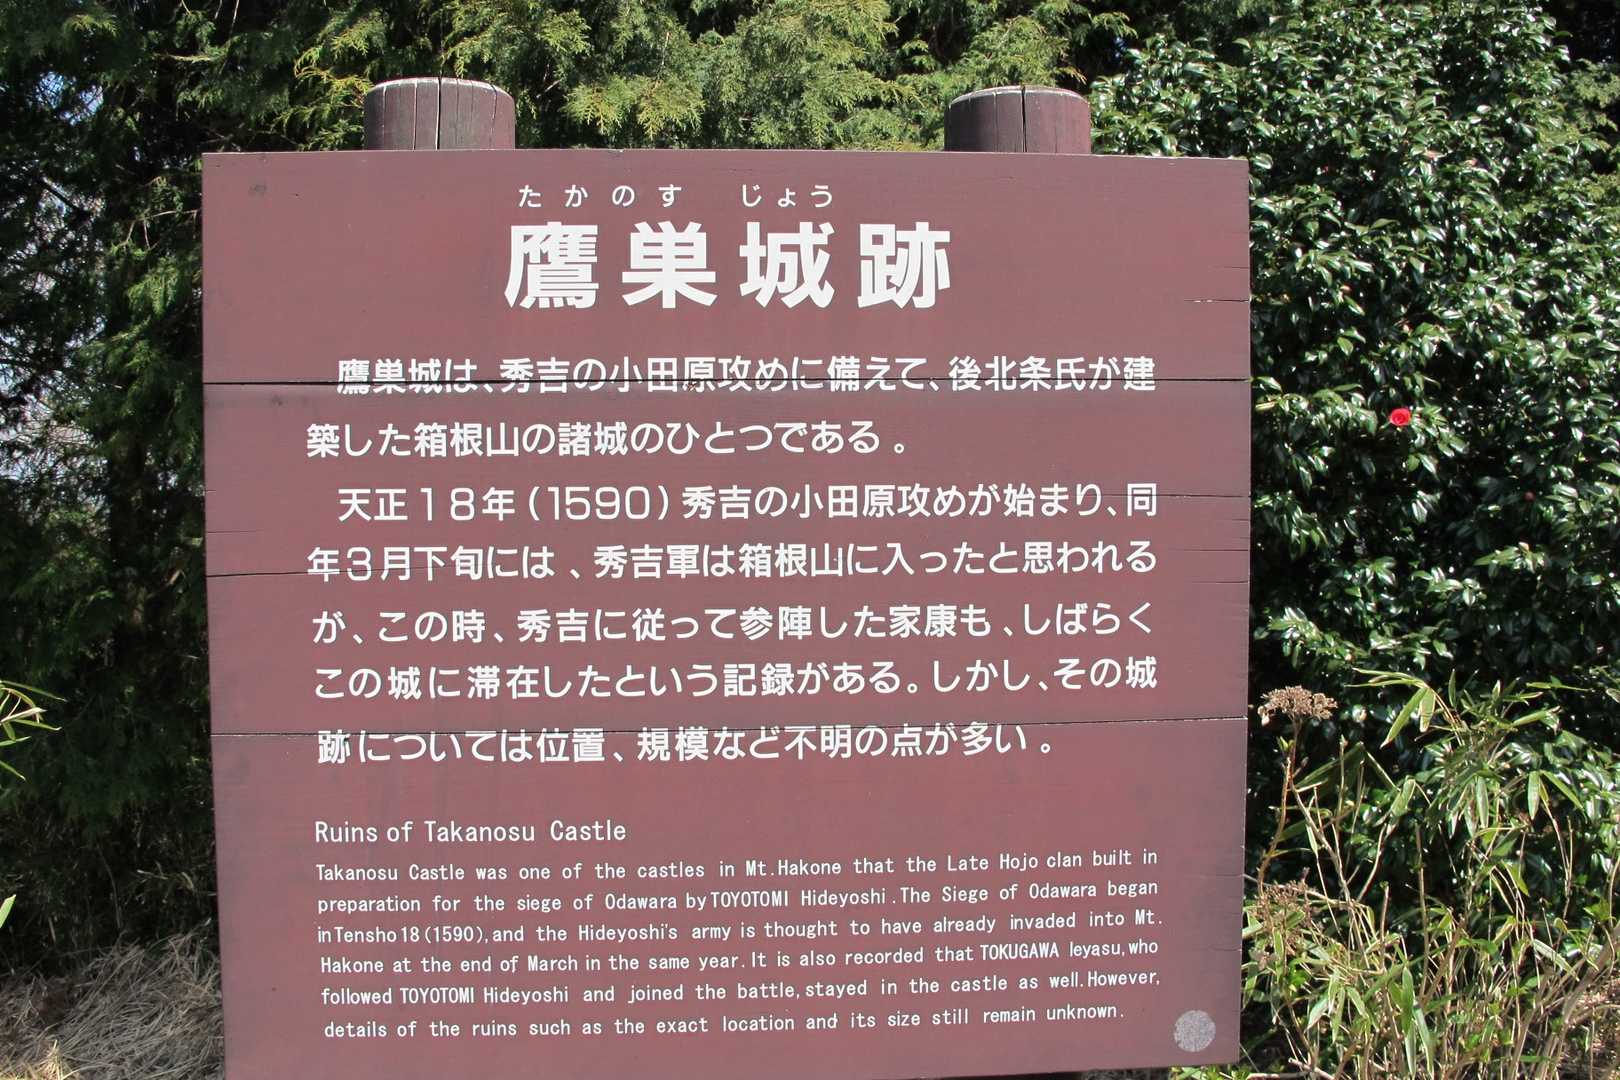 たかのす じょう
鷹巣城跡
鷹巣城は、秀吉の小田原攻めに備えて、後北条氏が建
築した箱根山の諸城のひとつである。
天正18年(1590)秀吉の小田原攻めが始まり、同
年3月下旬には、秀吉軍は箱根山に入ったと思われる
が、この時、秀吉に従って参陣した家康も、しばらく
この城に滞在したという記録がある。しかし、その城
跡については位置、規模など不明の点が多い。
Ruins of Takanosu Castle
Takanosu Castle was one of the castles in Mt.Hakone that the Late Hojo clan built in
preparation for the siege of Odawara by TOYOTOMI Hideyoshi.The Siege of Odawara began
in Tensho 18 (1590),and the Hideyoshi's army is thought to have already invaded into Mt.
Hakone at the end of March in the same year.It is also recorded that TOKUGAWA Ieyasu,who
followed TOYOTOMI Hideyoshi and joined the battle,stayed in the castle as well.However,
details of the ruins such as the exact location and its size still remain unknown.